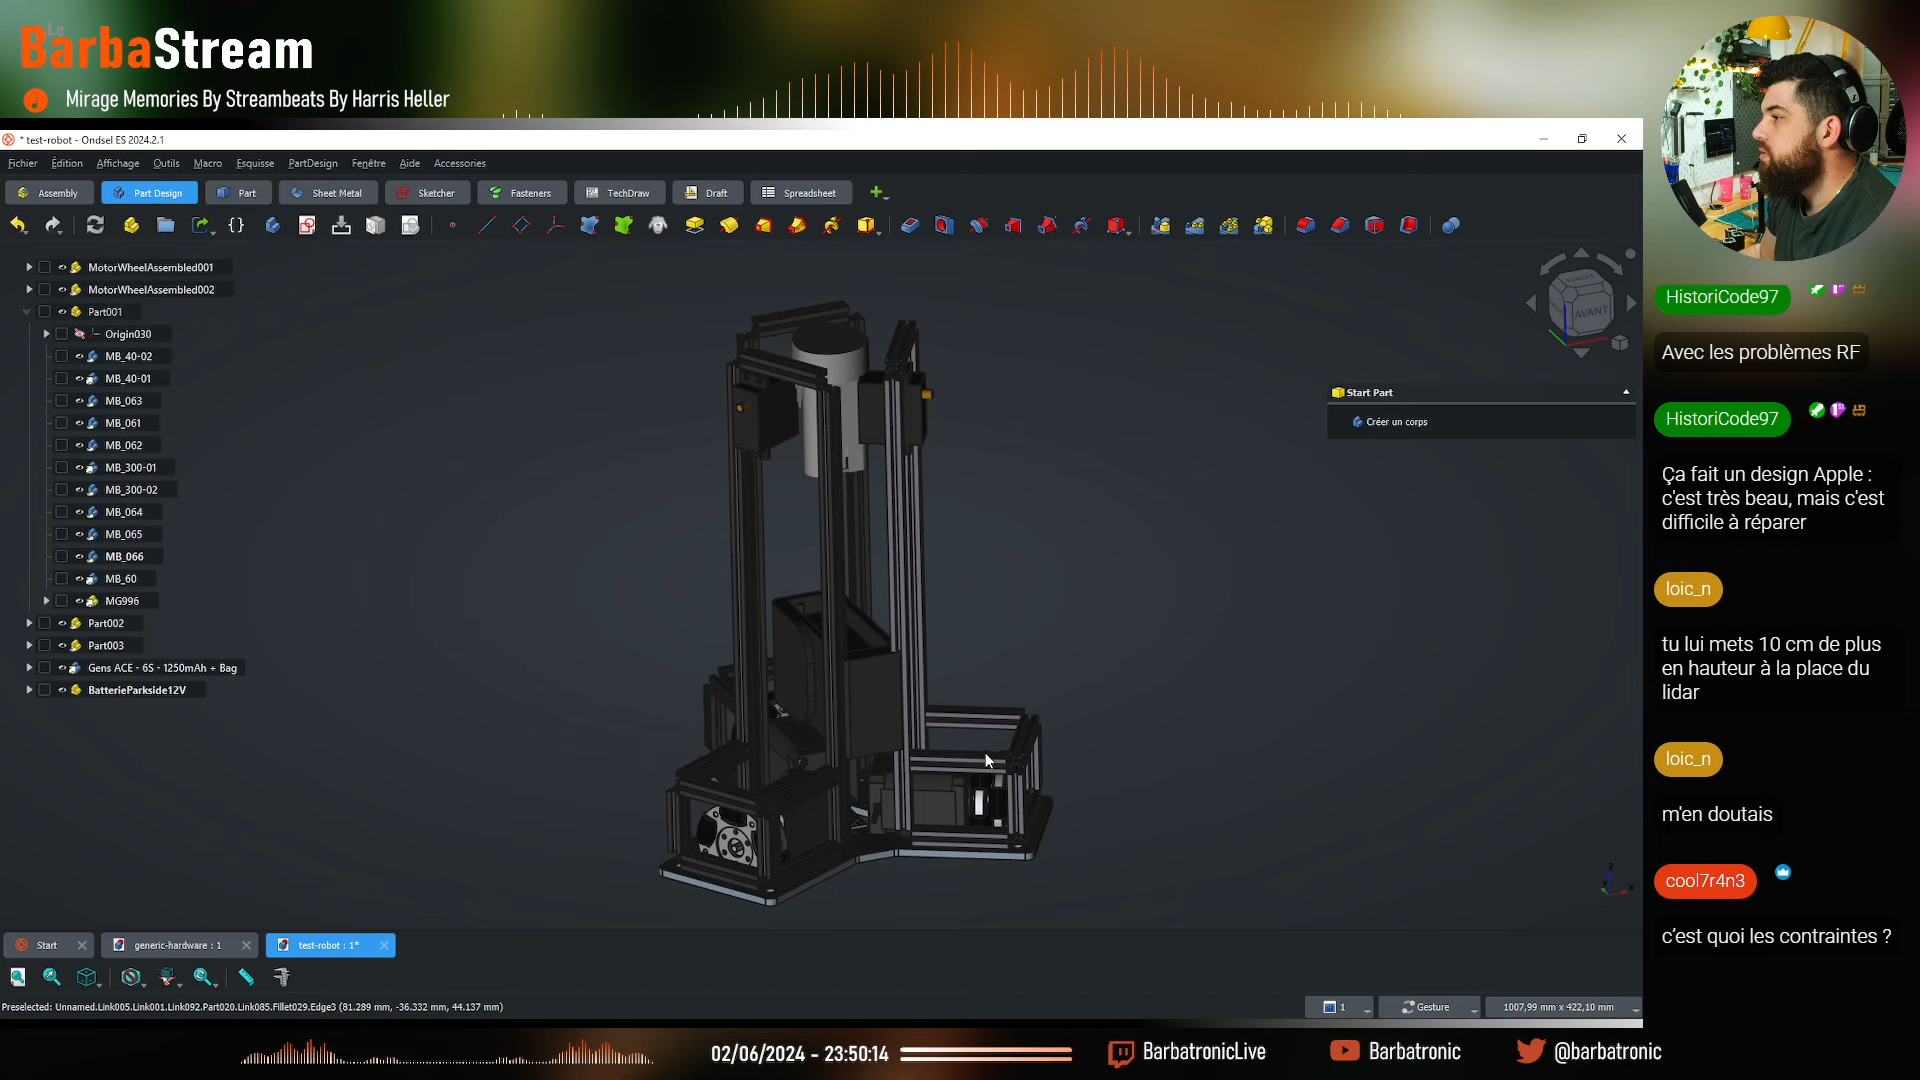 Le
BarbaStream
Mirage Memories By Streambeats By Harris Heller
* test-robot - Ondsel ES 2024.2.1
Fichier Édition Affichage Outils Macro Esquisse PartDesign Fenêtre Aide Accessories
Assembly Part Design Part Sheet Metal Sketcher Fasteners TechDraw Draft Spreadsheet
MotorWheelAssembled001
MotorWheelAssembled002
Part001
Origin030
MB_40-02
MB_40-01
MB_063
MB_061
MB_062
MB_300-01
MB_300-02
MB_064
MB_065
MB_066
MB_60
MG996
Part002
Part003
Gens ACE - 6S - 1250mAh + Bag
BatterieParkside12V
HAUT
AVANT
Start Part
Créer un corps
Z
Y
X
Start
generic-hardware : 1
test-robot : 1*
Preselected: Unnamed.Link005.Link001.Link092.Part020.Link085.Fillet029.Edge3 (81.289 mm, -36.332 mm, 44.137 mm)
1
Gesture
1007,99 mm x 422,10 mm
HistoriCode97
Avec les problèmes RF
HistoriCode97
Ça fait un design Apple :
c'est très beau, mais c'est
difficile à réparer
loic_n
tu lui mets 10 cm de plus
en hauteur à la place du
lidar
loic_n
m'en doutais
cool7r4n3
c’est quoi les contraintes ?
02/06/2024 - 23:50:14
BarbatronicLive
Barbatronic
@barbatronic